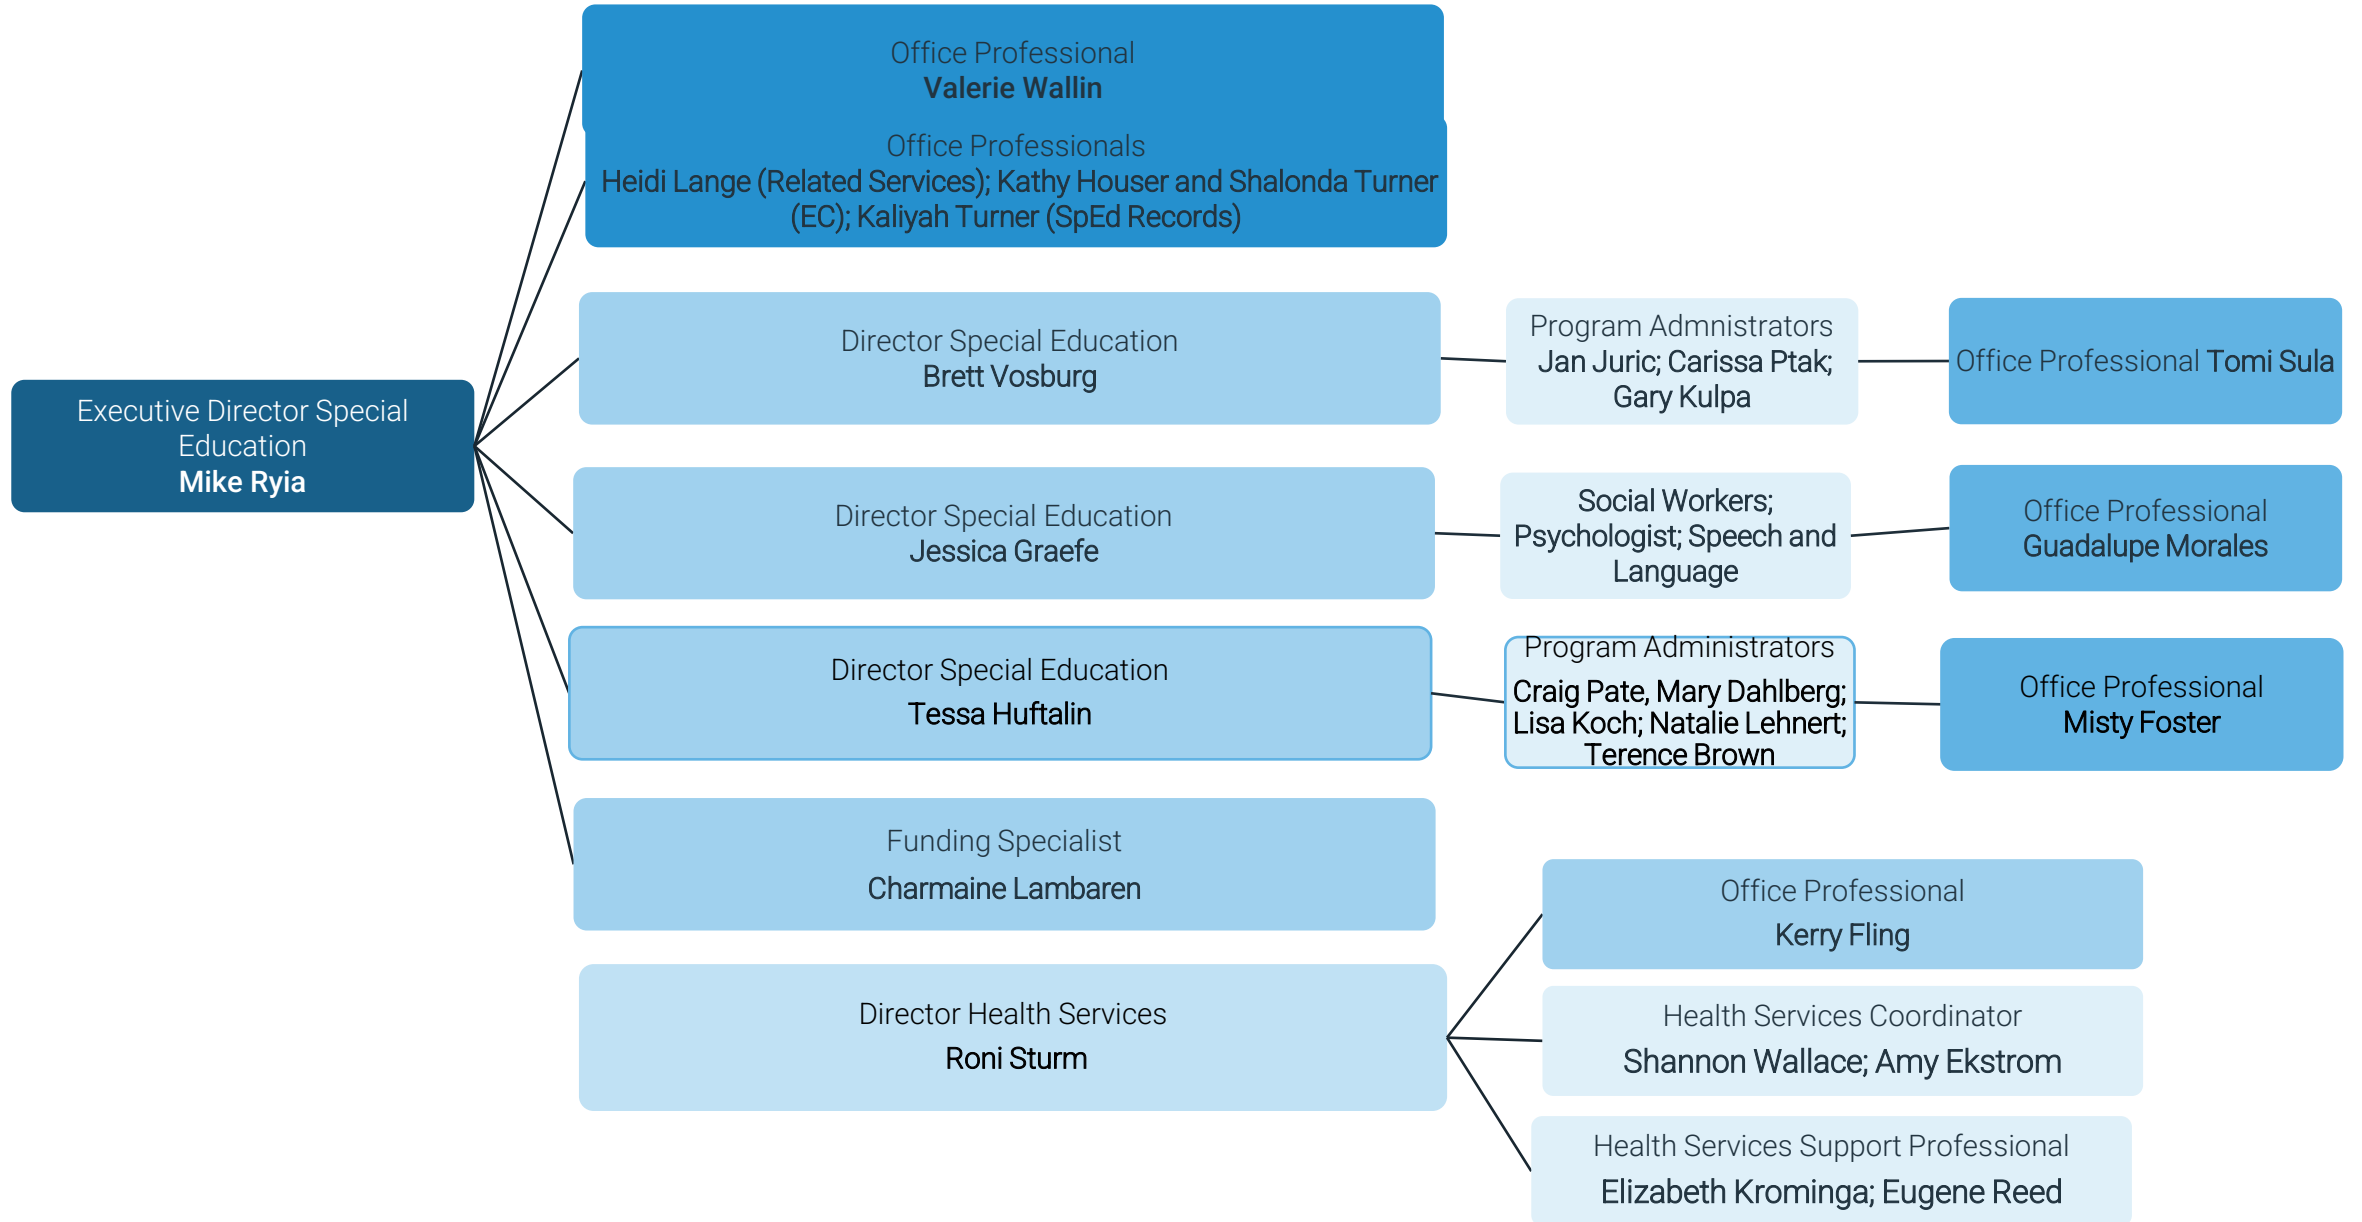 Office Professional
Valerie Wallin
Office Professionals
Heidi Lange (Related Services); Kathy Houser and Shalonda Turner
(EC); Kaliyah Turner (SpEd Records)
Executive Director Special
Education
Mike Ryia
Director Special Education
Brett Vosburg
Program Admnistrators
Jan Juric; Carissa Ptak;
Gary Kulpa
Office Professional Tomi Sula
Director Special Education
Jessica Graefe
Social Workers;
Psychologist; Speech and
Language
Office Professional
Guadalupe Morales
Director Special Education
Tessa Huftalin
Program Administrators
Craig Pate, Mary Dahlberg;
Lisa Koch; Natalie Lehnert;
Terence Brown
Office Professional
Misty Foster
Funding Specialist
Charmaine Lambaren
Director Health Services
Roni Sturm
Office Professional
Kerry Fling
Health Services Coordinator
Shannon Wallace; Amy Ekstrom
Health Services Support Professional
Elizabeth Krominga; Eugene Reed